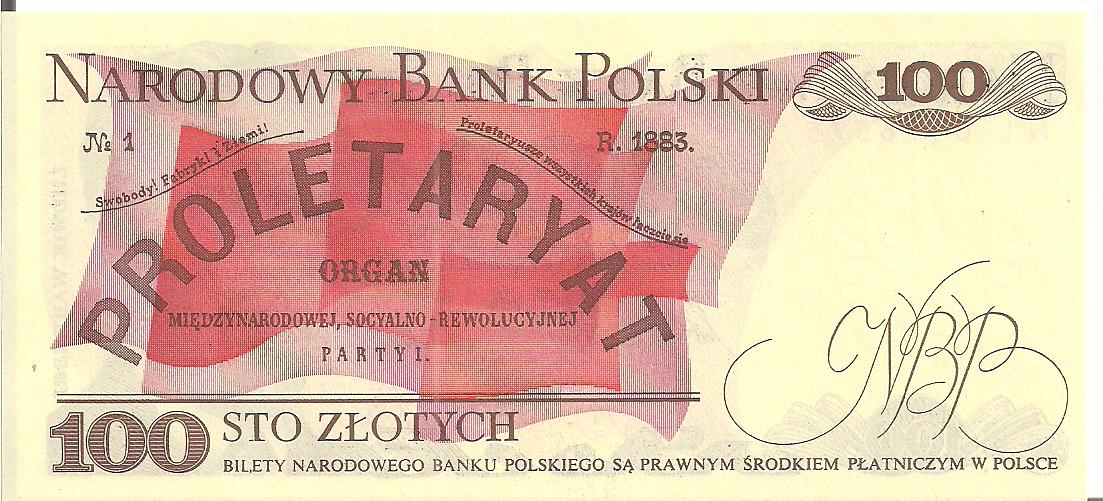 NARODOWY BANK POLSKI 100
№ 1 R. 1883.
Swobody! Fabryk! i Ziemi!
Proletaryusze wszystkich krajów łączcie się
PROLETARYAT
ORGAN
MIĘDZYNARODOWEJ, SOCYALNO-REWOLUCYJNEJ
PARTYI.
NBP
100 STO ZŁOTYCH
BILETY NARODOWEGO BANKU POLSKIEGO SĄ PRAWNYM ŚRODKIEM PŁATNICZYM W POLSCE